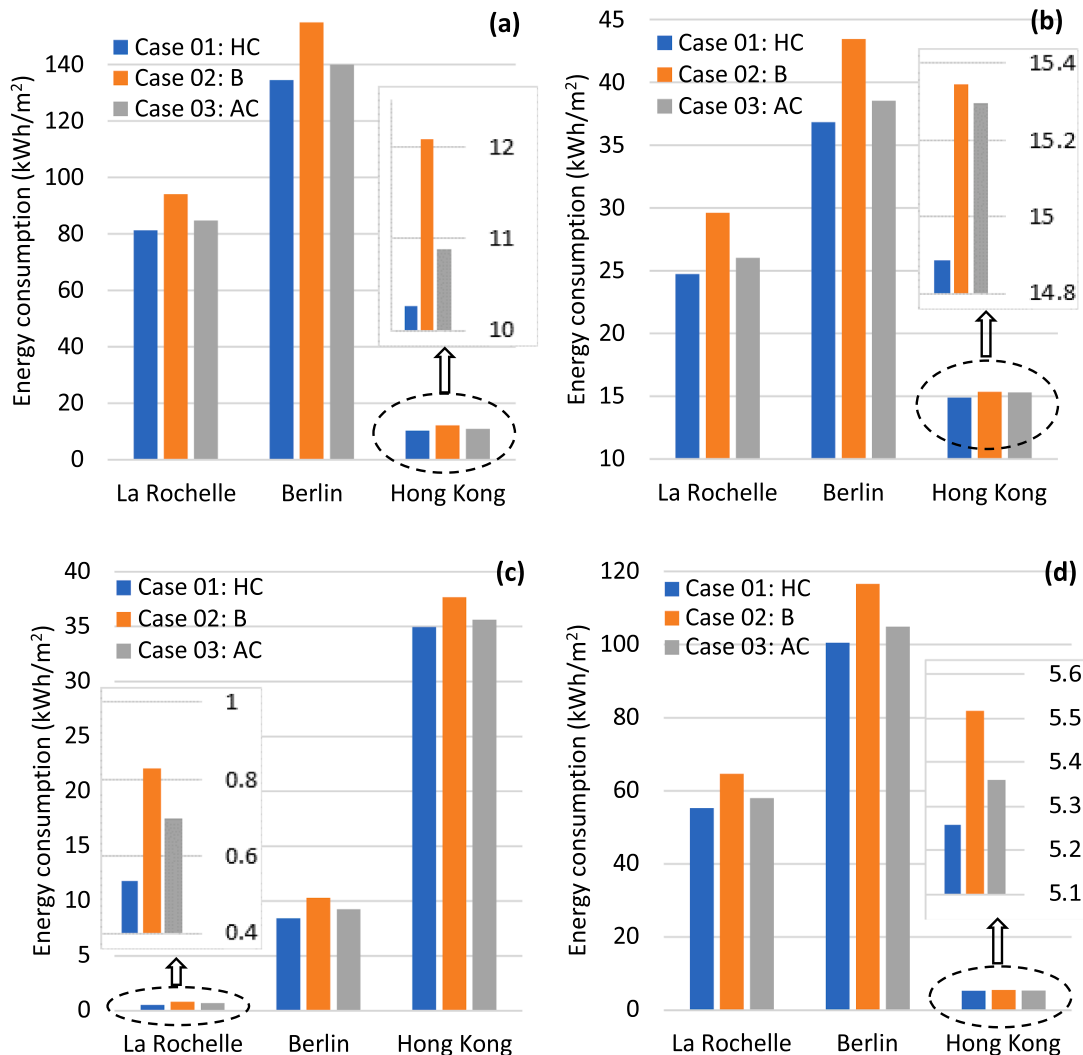 (a)
Energy consumption (kWh/m²)
Case 01: HC
Case 02: B
Case 03: AC
140
120
100
80
60
40
20
0
12
11
10
La Rochelle
Berlin
Hong Kong
(b)
Energy consumption (kWh/m²)
Case 01: HC
Case 02: B
Case 03: AC
45
40
35
30
25
20
15
10
15.4
15.2
15
14.8
La Rochelle
Berlin
Hong Kong
(c)
Energy consumption (kWh/m²)
Case 01: HC
Case 02: B
Case 03: AC
40
35
30
25
20
15
10
5
0
1
0.8
0.6
0.4
La Rochelle
Berlin
Hong Kong
(d)
Energy consumption (kWh/m²)
Case 01: HC
Case 02: B
Case 03: AC
120
100
80
60
40
20
0
5.6
5.5
5.4
5.3
5.2
5.1
La Rochelle
Berlin
Hong Kong